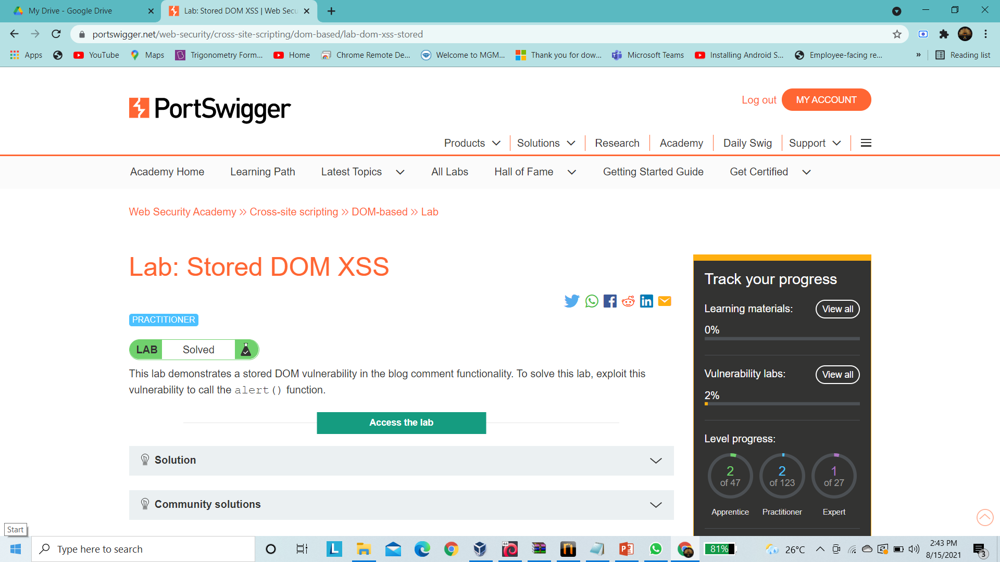 My Drive - Google Drive
Lab: Stored DOM XSS | Web Secu
portswigger.net/web-security/cross-site-scripting/dom-based/lab-dom-xss-stored
Apps YouTube Maps Trigonometry Form... Home Chrome Remote De... Welcome to MGM... Thank you for dow... Microsoft Teams Installing Android S... Employee-facing re... » Reading list
PortSwigger
Log out MY ACCOUNT
Products Solutions Research Academy Daily Swig Support
Academy Home Learning Path Latest Topics All Labs Hall of Fame Getting Started Guide Get Certified
Web Security Academy » Cross-site scripting » DOM-based » Lab
Lab: Stored DOM XSS
PRACTITIONER
LAB Solved
This lab demonstrates a stored DOM vulnerability in the blog comment functionality. To solve this lab, exploit this
vulnerability to call the alert() function.
Access the lab
Solution
Community solutions
Track your progress
Learning materials: View all
0%
Vulnerability labs: View all
2%
Level progress:
2 2 1
of 47 of 123 of 27
Apprentice Practitioner Expert
Start
Type here to search
L
64
81%
26°C
2:43 PM
8/15/2021
3